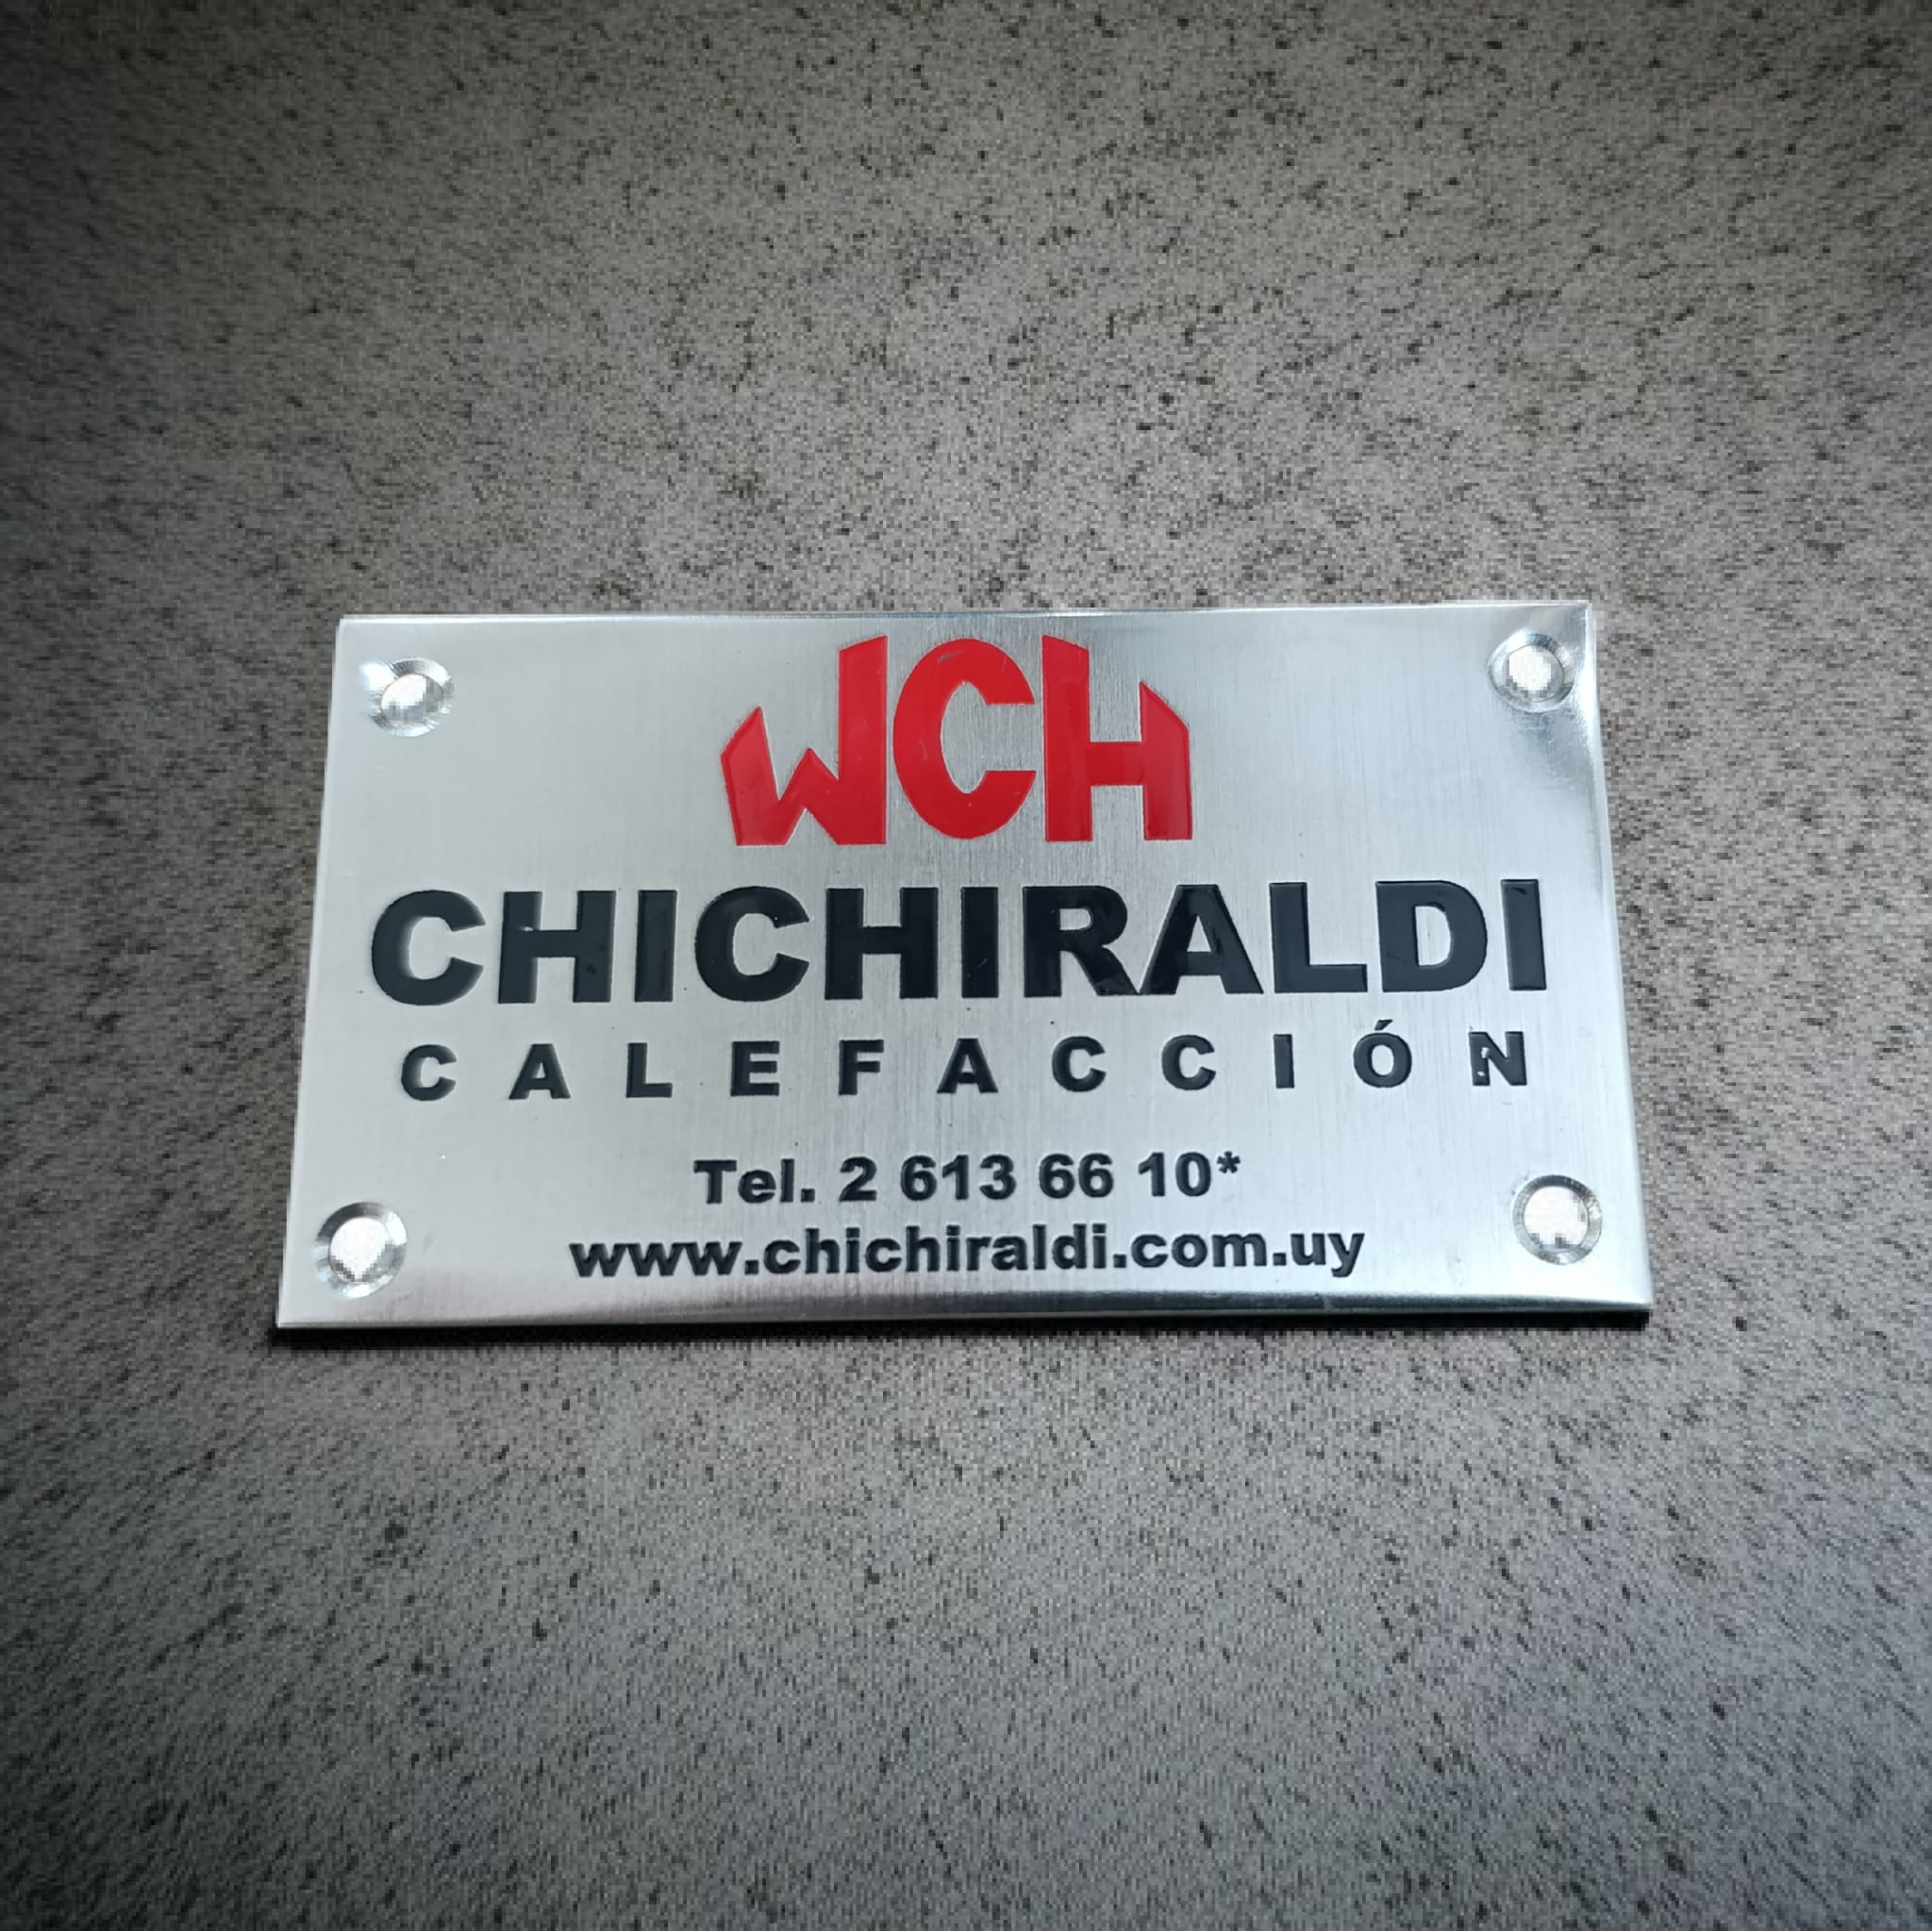 WCH
CHICHIRALDI
CALEFACCIÓN
Tel. 2 613 66 10*
www.chichiraldi.com.uy